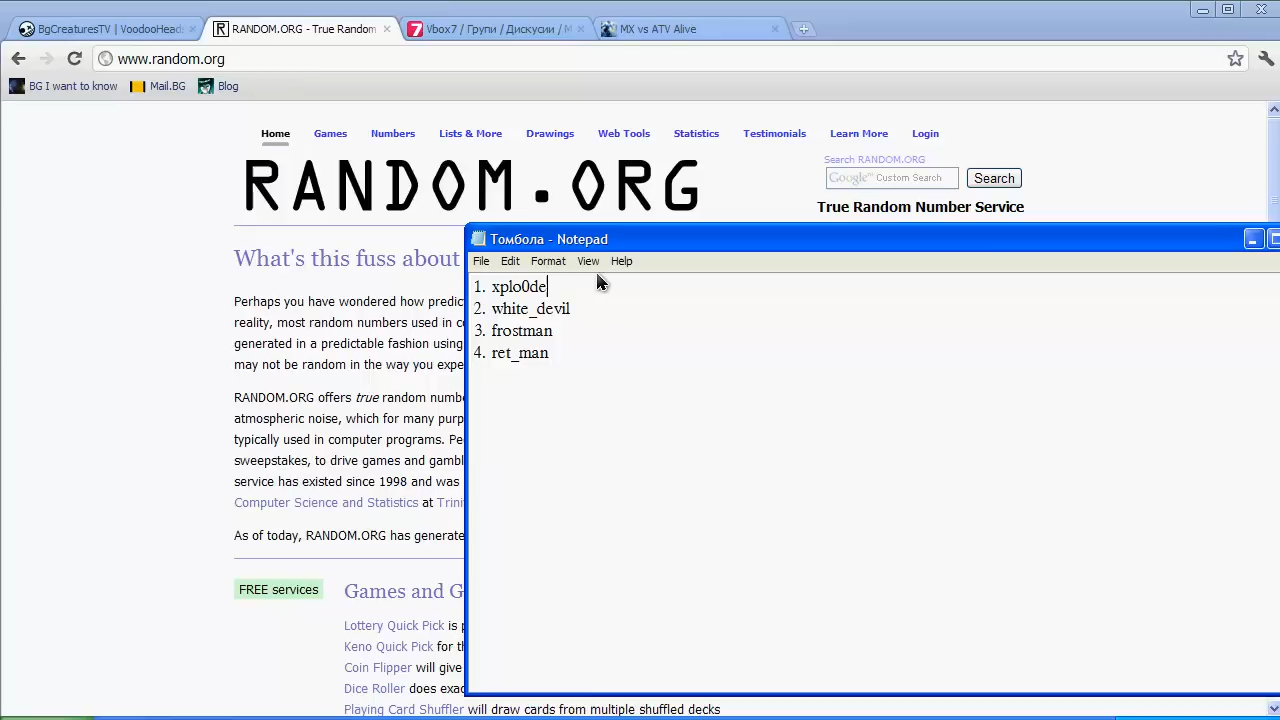 BgCreaturesTV | VoodooHead
RANDOM.ORG - True Random
Vbox7 / Групи / Дискусии /
MX vs ATV Alive
www.random.org
BG I want to know
Mail.BG
Blog
Home
Games
Numbers
Lists & More
Drawings
Web Tools
Statistics
Testimonials
Learn More
Login
RANDOM.ORG
Search RANDOM.ORG
Google™ Custom Search
Search
True Random Number Service
What's this fuss about
Perhaps you have wondered how predic
reality, most random numbers used in c
generated in a predictable fashion using
may not be random in the way you expe
RANDOM.ORG offers true random numbe
atmospheric noise, which for many purp
typically used in computer programs. Pe
sweepstakes, to drive games and gambl
service has existed since 1998 and was
Computer Science and Statistics at Trini
As of today, RANDOM.ORG has generate
FREE services
Games and G
Lottery Quick Pick is p
Keno Quick Pick for th
Coin Flipper will give
Dice Roller does exac
Playing Card Shuffler will draw cards from multiple shuffled decks
Томбола - Notepad
File Edit Format View Help
1. xplo0de
2. white_devil
3. frostman
4. ret_man